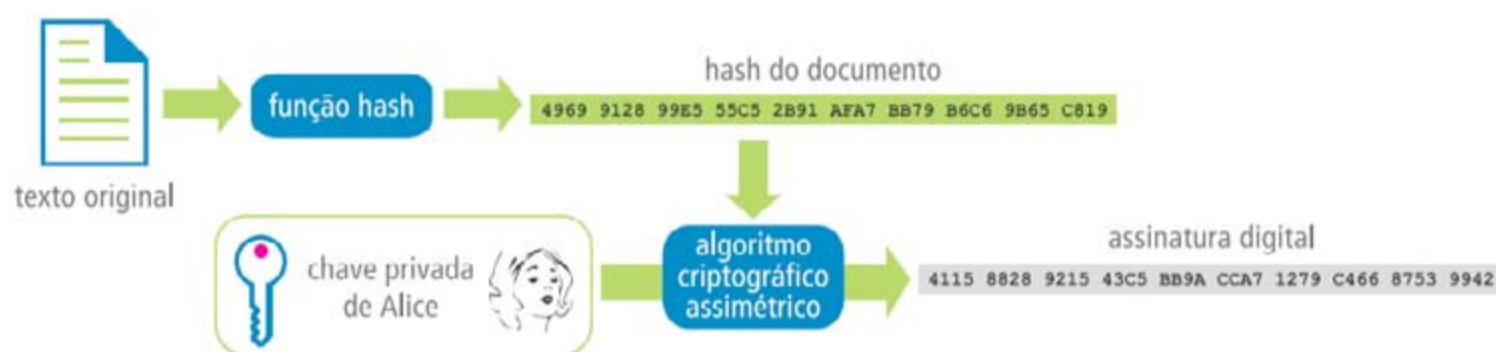 hash do documento
função hash
4969 9128 99E5 55C5 2B91 AFA7 BB79 B6C6 9B65 C819
texto original
chave privada
de Alice
algoritmo
criptográfico
assimétrico
assinatura digital
4115 8828 9215 43C5 BB9A CCA7 1279 C466 8753 9942